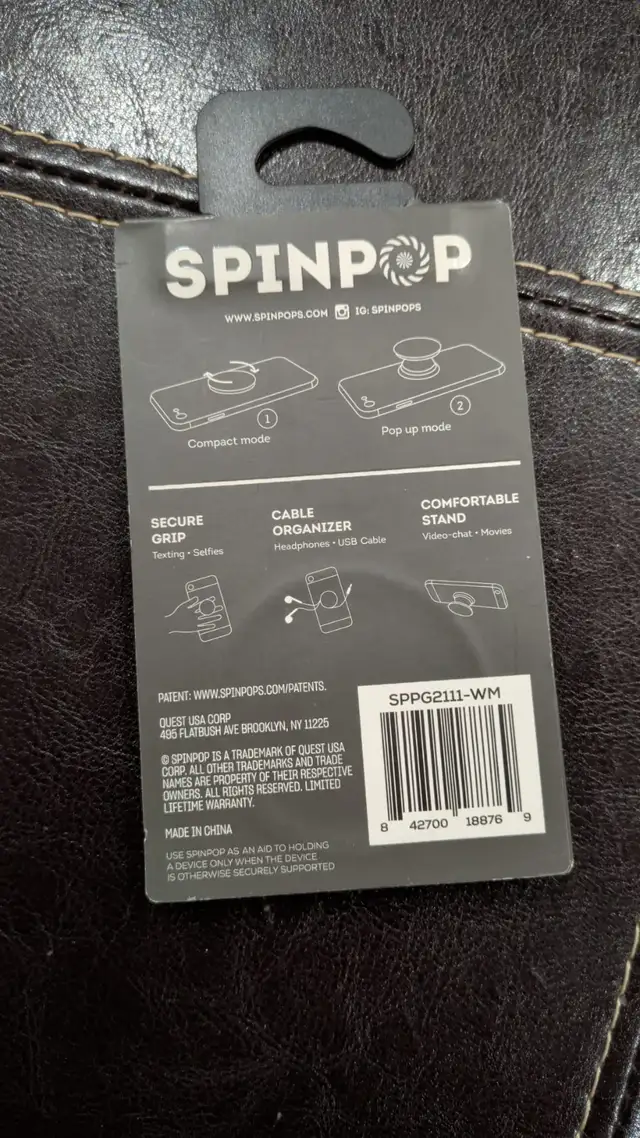 SPINPOP
WWW.SPINPOPS.COM IG: SPINPOPS
1
Compact mode
2
Pop up mode
SECURE
GRIP
Texting • Selfies
CABLE
ORGANIZER
Headphones • USB Cable
COMFORTABLE
STAND
Video-chat • Movies
PATENT: WWW.SPINPOPS.COM/PATENTS.
QUEST USA CORP
495 FLATBUSH AVE BROOKLYN, NY 11225
© SPINPOP IS A TRADEMARK OF QUEST USA
CORP. ALL OTHER TRADEMARKS AND TRADE
NAMES ARE PROPERTY OF THEIR RESPECTIVE
OWNERS. ALL RIGHTS RESERVED. LIMITED
LIFETIME WARRANTY.
MADE IN CHINA
USE SPINPOP AS AN AID TO HOLDING
A DEVICE ONLY WHEN THE DEVICE
IS OTHERWISE SECURELY SUPPORTED
SPPG2111-WM
8 42700 18876 9